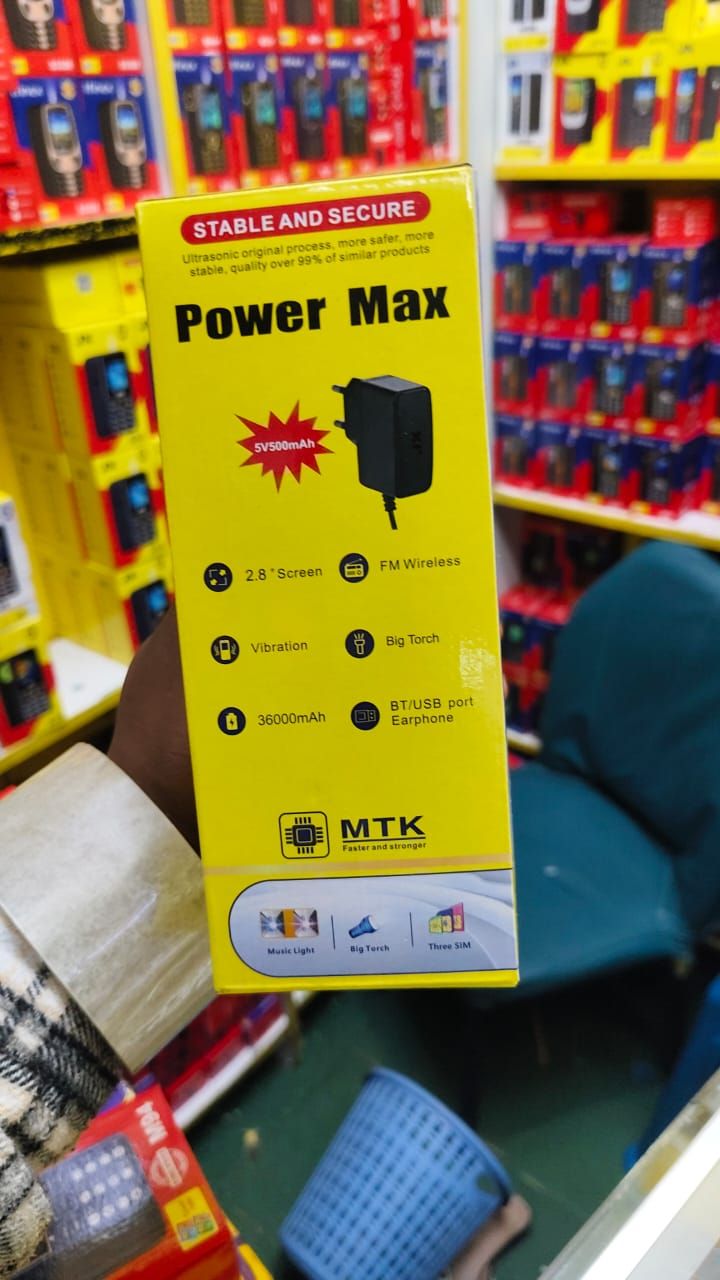 STABLE AND SECURE
Ultrasonic original process, more safer, more
stable, quality over 99% of similar products
Power Max
5V500mAh
2.8" Screen
FM Wireless
Vibration
Big Torch
36000mAh
BT/USB port
Earphone
MTK
Faster and stronger
Music Light
Big Torch
Three SIM
M94